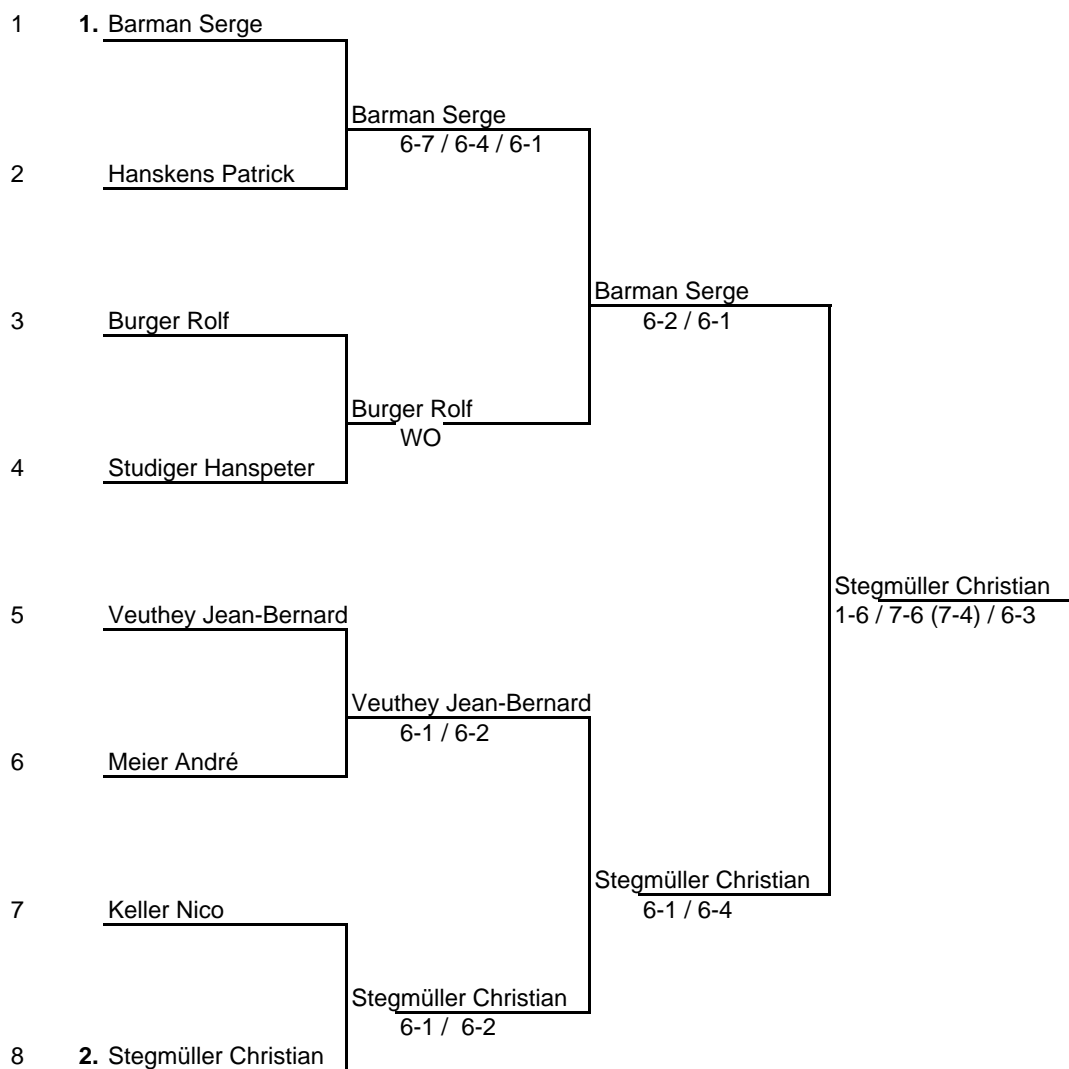 1 1. Barman Serge
Barman Serge
6-7 / 6-4 / 6-1
2 Hanskens Patrick
Barman Serge
6-2 / 6-1
3 Burger Rolf
Burger Rolf
WO
4 Studiger Hanspeter
Stegmüller Christian
1-6 / 7-6 (7-4) / 6-3
5 Veuthey Jean-Bernard
Veuthey Jean-Bernard
6-1 / 6-2
6 Meier André
Stegmüller Christian
6-1 / 6-4
7 Keller Nico
Stegmüller Christian
6-1 / 6-2
8 2. Stegmüller Christian